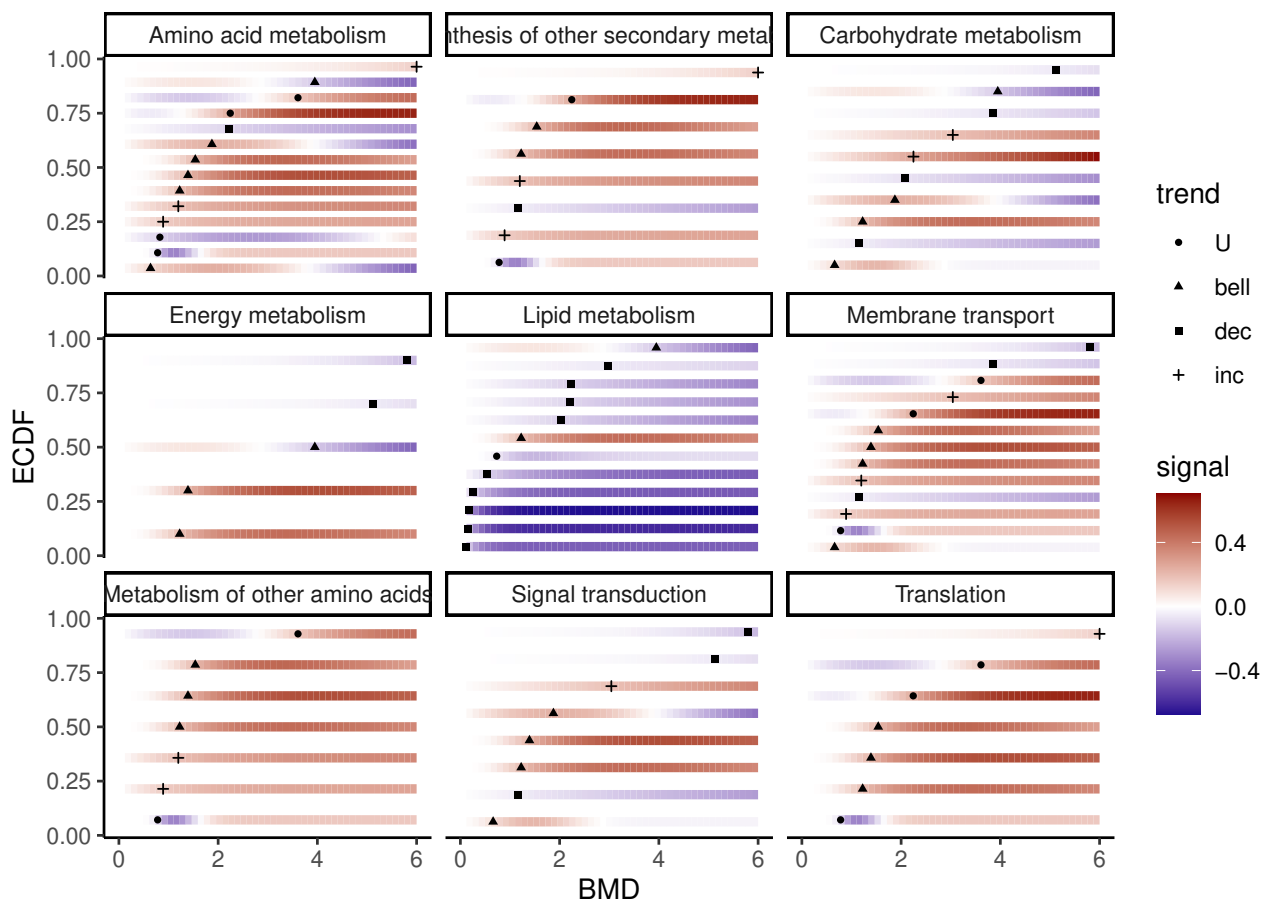 Amino acid metabolism
nthesis of other secondary metal
Carbohydrate metabolism
1.00
0.75
0.50
0.25
0.00
Energy metabolism
Lipid metabolism
Membrane transport
1.00
0.75
0.50
0.25
0.00
Metabolism of other amino acids
Signal transduction
Translation
1.00
0.75
0.50
0.25
0.00
0 2 4 6
0 2 4 6
0 2 4 6
BMD
ECDF
trend
U
bell
dec
inc
signal
0.4
0.0
−0.4